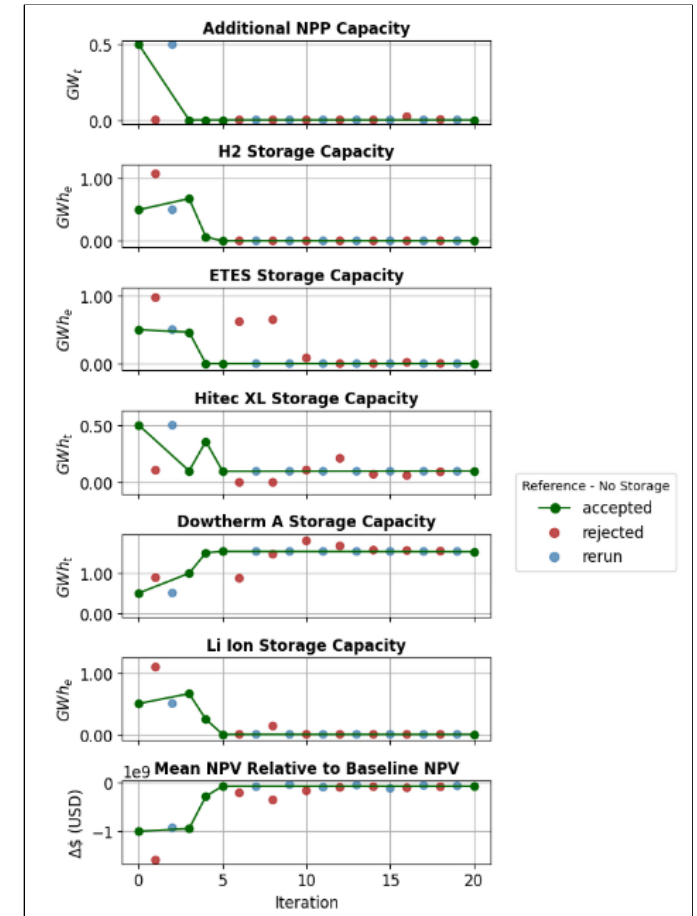 Additional NPP Capacity
0.5
0.0
GWₜ
H2 Storage Capacity
1.00
0.00
GWhₑ
ETES Storage Capacity
1.00
0.00
GWhₑ
Hitec XL Storage Capacity
0.50
0.00
GWhₜ
Dowtherm A Storage Capacity
1.00
0.00
GWhₜ
Li Ion Storage Capacity
1.00
0.00
GWhₑ
1e9 Mean NPV Relative to Baseline NPV
0
−1
Δ$ (USD)
0 5 10 15 20
Iteration
Reference - No Storage
accepted
rejected
rerun